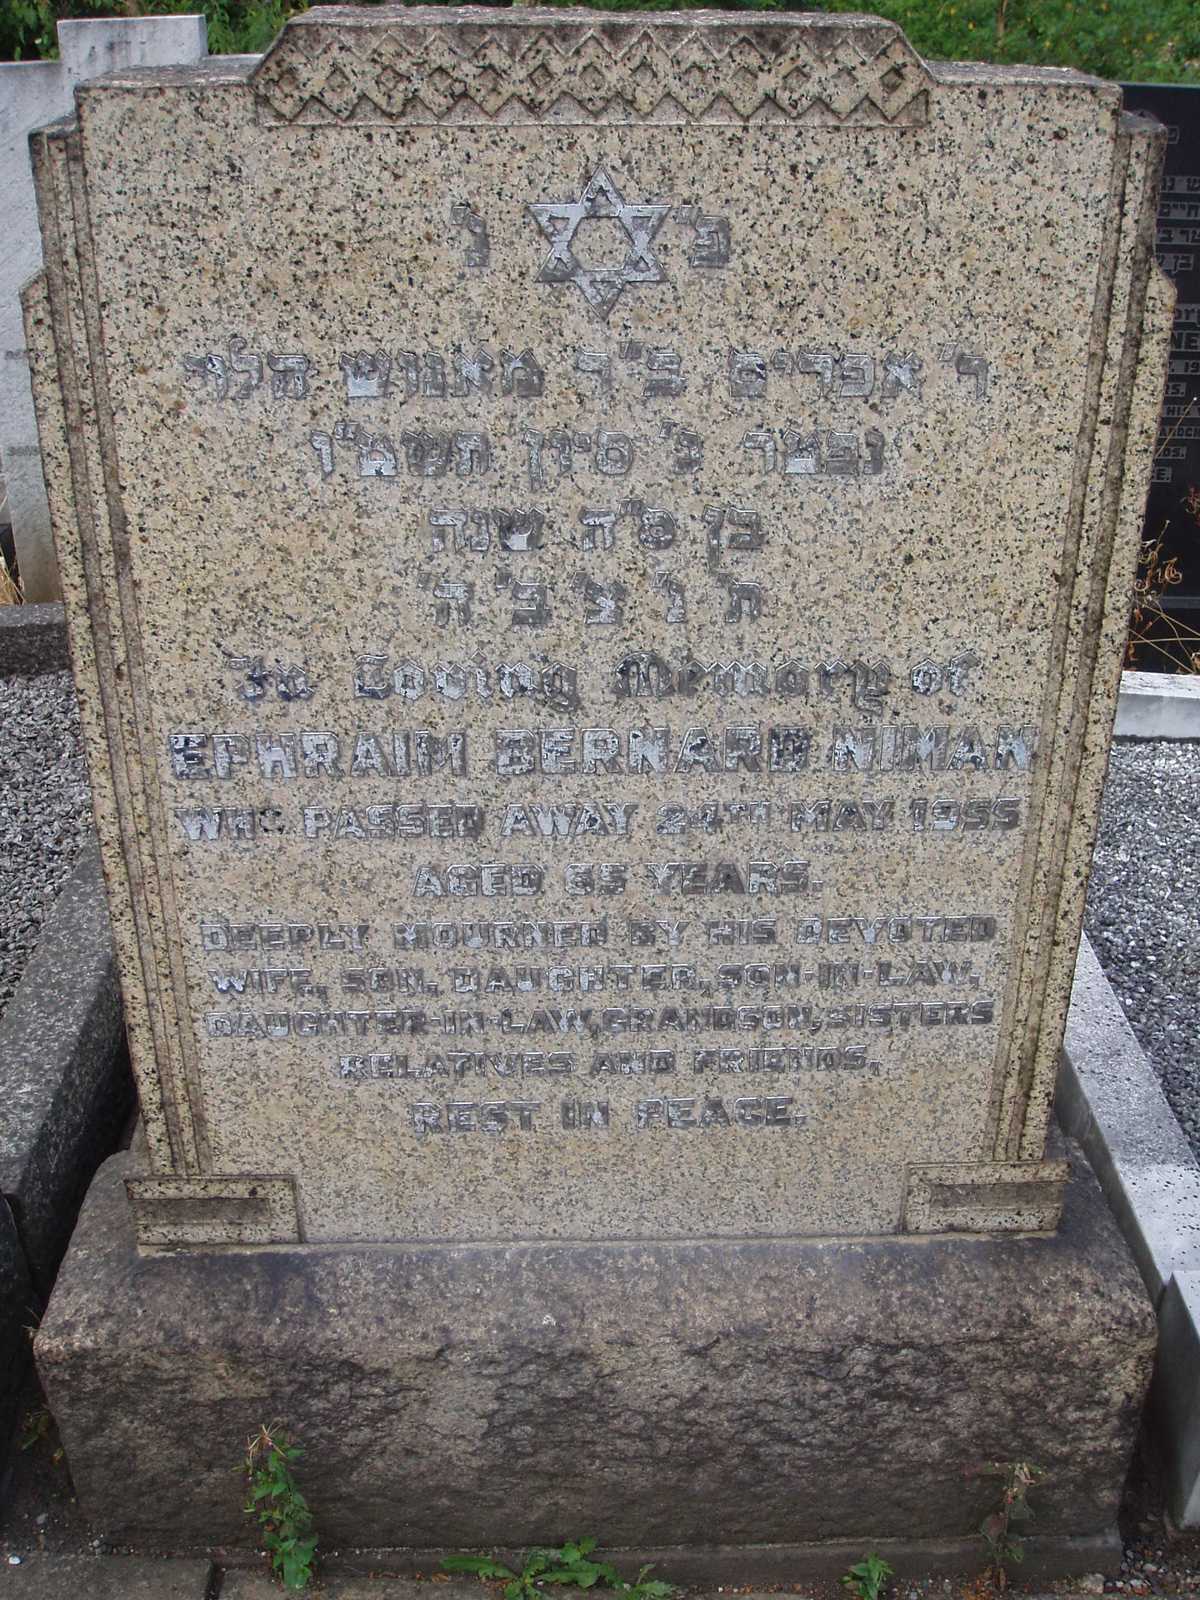 פ״ נ׳
ר׳ אפרים ב״ר מאנוש הלוי
נפטר ג׳ סיון תשט״ו
בן ס״ה שנה
ת׳ נ׳ צ׳ ב׳ ה׳
In Loving Memory of
EPHRAIM BERNARD NIMAN
WHO PASSED AWAY 24TH MAY 1955
AGED 65 YEARS.
DEEPLY MOURNED BY HIS DEVOTED
WIFE, SON, DAUGHTER, SON-IN-LAW,
DAUGHTER-IN-LAW, GRANDSON, SISTERS
RELATIVES AND FRIENDS,
REST IN PEACE.